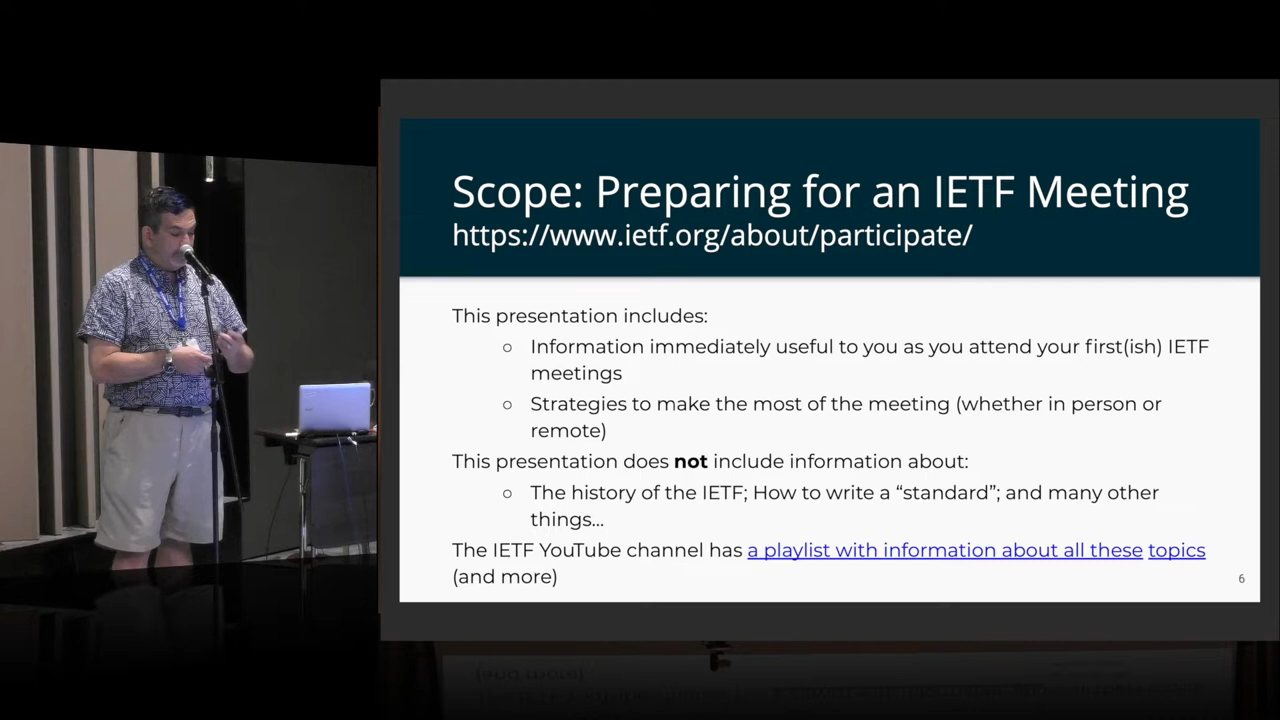 Scope: Preparing for an IETF Meeting
https://www.ietf.org/about/participate/
This presentation includes:
○ Information immediately useful to you as you attend your first(ish) IETF
meetings
○ Strategies to make the most of the meeting (whether in person or
remote)
This presentation does not include information about:
○ The history of the IETF; How to write a “standard”; and many other
things…
The IETF YouTube channel has a playlist with information about all these topics
(and more)
6